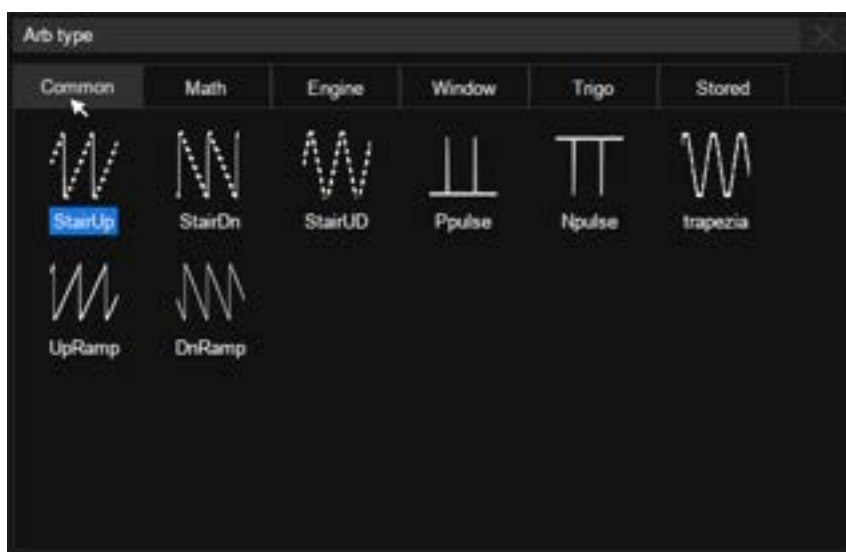 Arb type
Common Math Engine Window Trigo Stored
StairUp StairDn StairUD Ppulse Npulse trapezia
UpRamp DnRamp